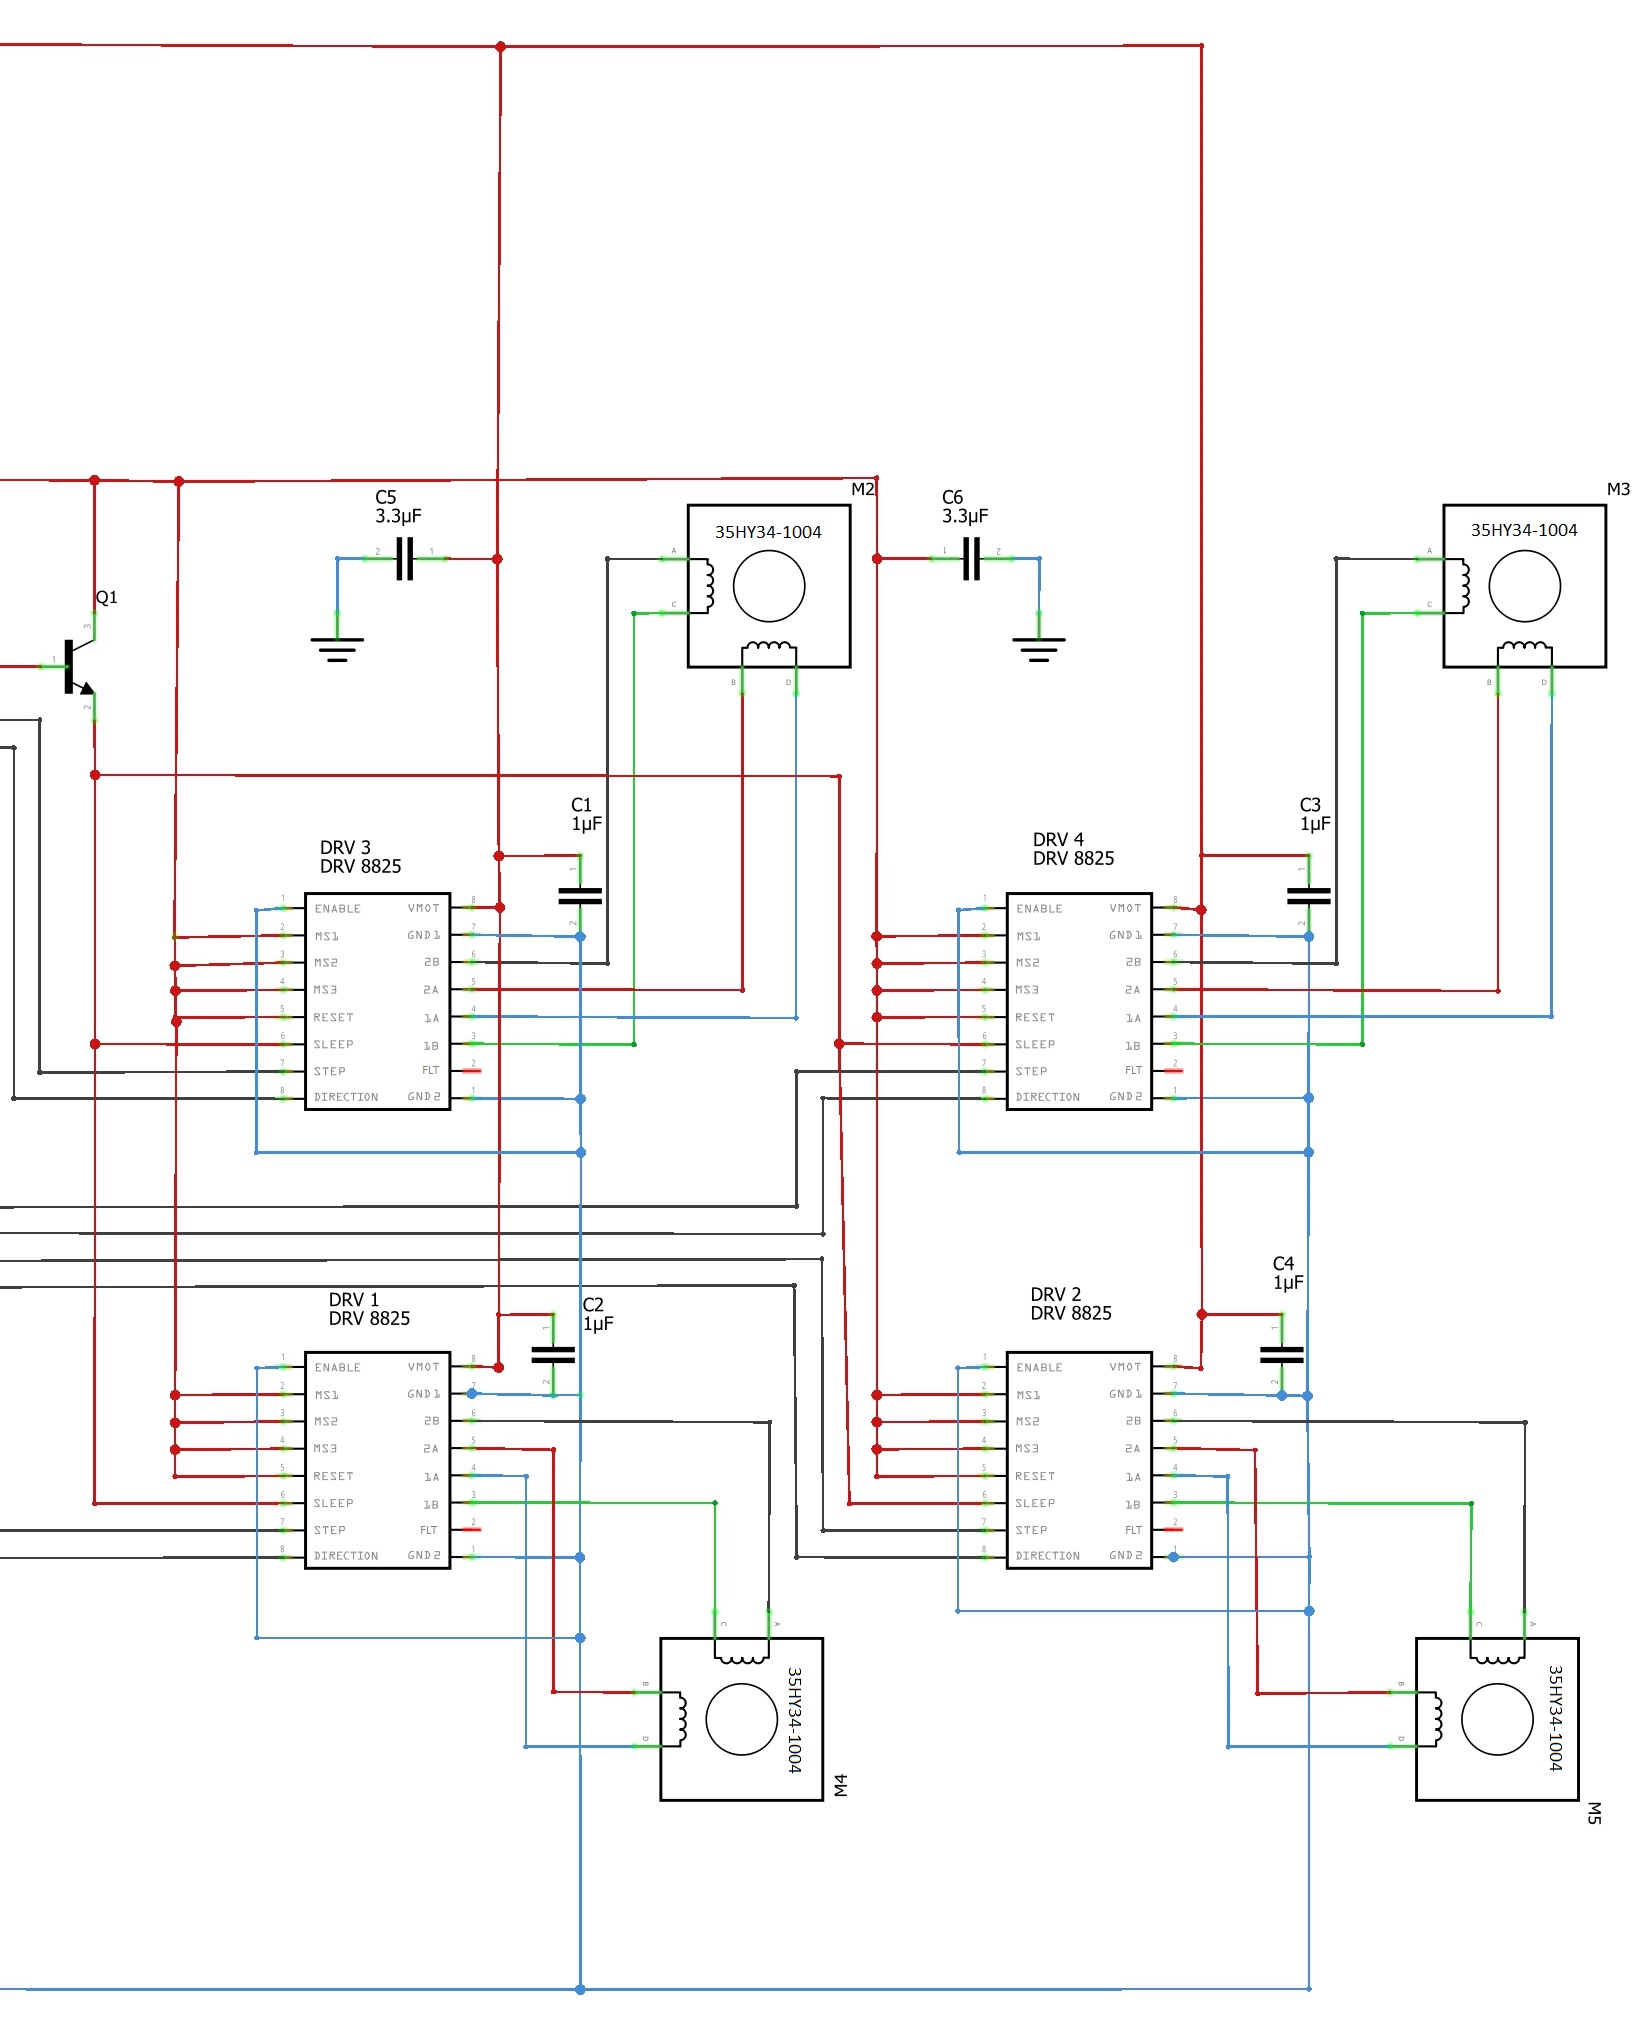 C5
3.3µF
2
1
M2
35HY34-1004
A
C
B
D
C6
3.3µF
1
2
M3
35HY34-1004
A
C
B
D
Q1
3
1
2
C1
1µF
1
2
DRV 3
DRV 8825
1 ENABLE VMOT 8
2 MS1 GND1 7
3 MS2 2B 6
4 MS3 2A 5
5 RESET 1A 4
6 SLEEP 1B 3
7 STEP FLT 2
8 DIRECTION GND2 1
C3
1µF
1
2
DRV 4
DRV 8825
1 ENABLE VMOT 8
2 MS1 GND1 7
3 MS2 2B 6
4 MS3 2A 5
5 RESET 1A 4
6 SLEEP 1B 3
7 STEP FLT 2
8 DIRECTION GND2 1
DRV 1
DRV 8825
C2
1µF
1
2
1 ENABLE VMOT 8
2 MS1 GND1 7
3 MS2 2B 6
4 MS3 2A 5
5 RESET 1A 4
6 SLEEP 1B 3
7 STEP FLT 2
8 DIRECTION GND2 1
DRV 2
DRV 8825
C4
1µF
1
2
1 ENABLE VMOT 8
2 MS1 GND1 7
3 MS2 2B 6
4 MS3 2A 5
5 RESET 1A 4
6 SLEEP 1B 3
7 STEP FLT 2
8 DIRECTION GND2 1
C
A
B
D
35HY34-1004
M4
C
A
B
D
35HY34-1004
M5